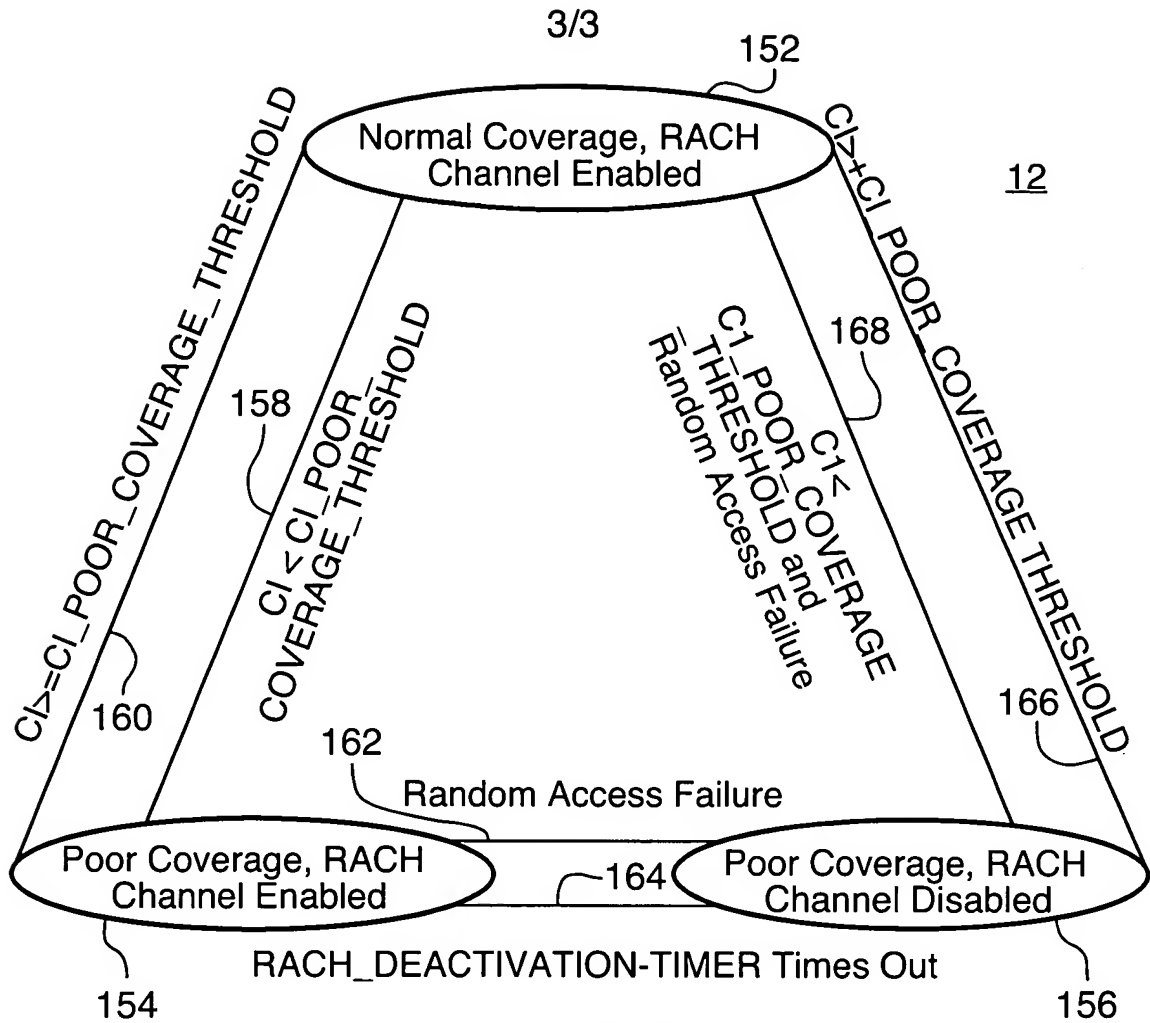 3/3
152
Normal Coverage, RACH
Channel Enabled
12
CI>=CI_POOR_COVERAGE_THRESHOLD
160
158
CI < CI_POOR_
COVERAGE_THRESHOLD
C1<
C1_POOR_COVERAGE
_THRESHOLD and
Random Access Failure
168
CI>+CI_POOR_COVERAGE THRESHOLD
166
162
Random Access Failure
Poor Coverage, RACH
Channel Enabled
164
Poor Coverage, RACH
Channel Disabled
RACH_DEACTIVATION-TIMER Times Out
154
156